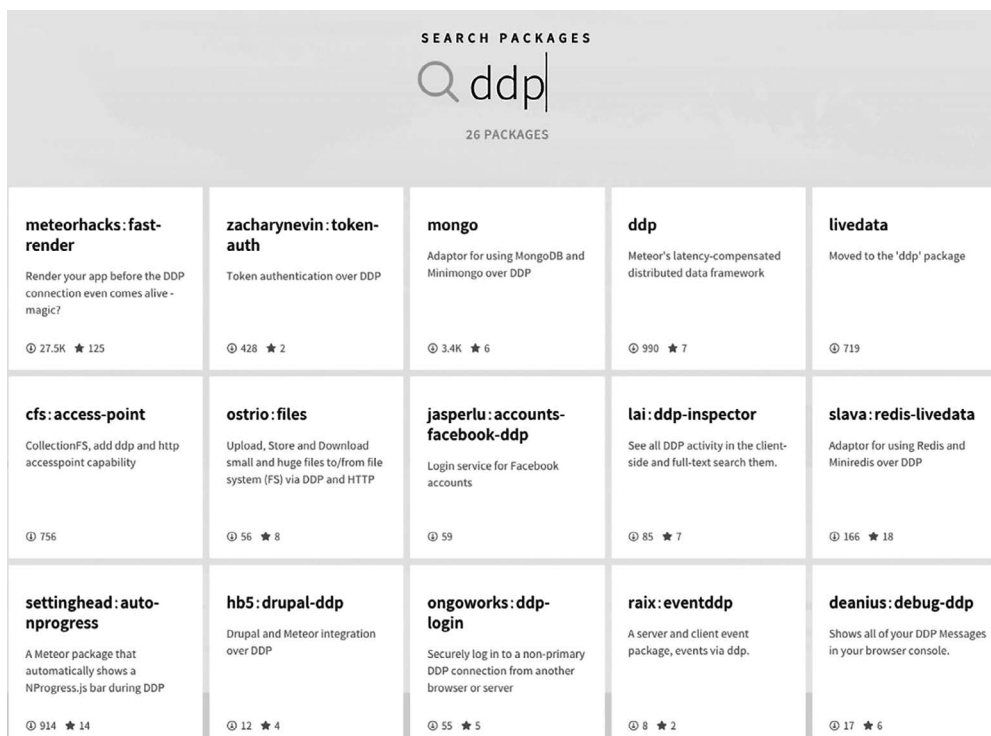 SEARCH PACKAGES
ddp
26 PACKAGES
meteorhacks:fast-
render
Render your app before the DDP
connection even comes alive -
magic?
27.5K ★ 125
zacharynevin:token-
auth
Token authentication over DDP
428 ★ 2
mongo
Adaptor for using MongoDB and
Minimongo over DDP
3.4K ★ 6
ddp
Meteor's latency-compensated
distributed data framework
990 ★ 7
livedata
Moved to the 'ddp' package
719
cfs:access-point
CollectionFS, add ddp and http
accesspoint capability
756
ostrio:files
Upload, Store and Download
small and huge files to/from file
system (FS) via DDP and HTTP
56 ★ 8
jasperlu:accounts-
facebook-ddp
Login service for Facebook
accounts
59
lai:ddp-inspector
See all DDP activity in the client-
side and full-text search them.
85 ★ 7
slava:redis-livedata
Adaptor for using Redis and
Miniredis over DDP
166 ★ 18
settinghead:auto-
nprogress
A Meteor package that
automatically shows a
NProgress.js bar during DDP
914 ★ 14
hb5:drupal-ddp
Drupal and Meteor integration
over DDP
12 ★ 4
ongoworks:ddp-
login
Securely log in to a non-primary
DDP connection from another
browser or server
55 ★ 5
raix:eventddp
A server and client event
package, events via ddp.
8 ★ 2
deanius:debug-ddp
Shows all of your DDP Messages
in your browser console.
17 ★ 6